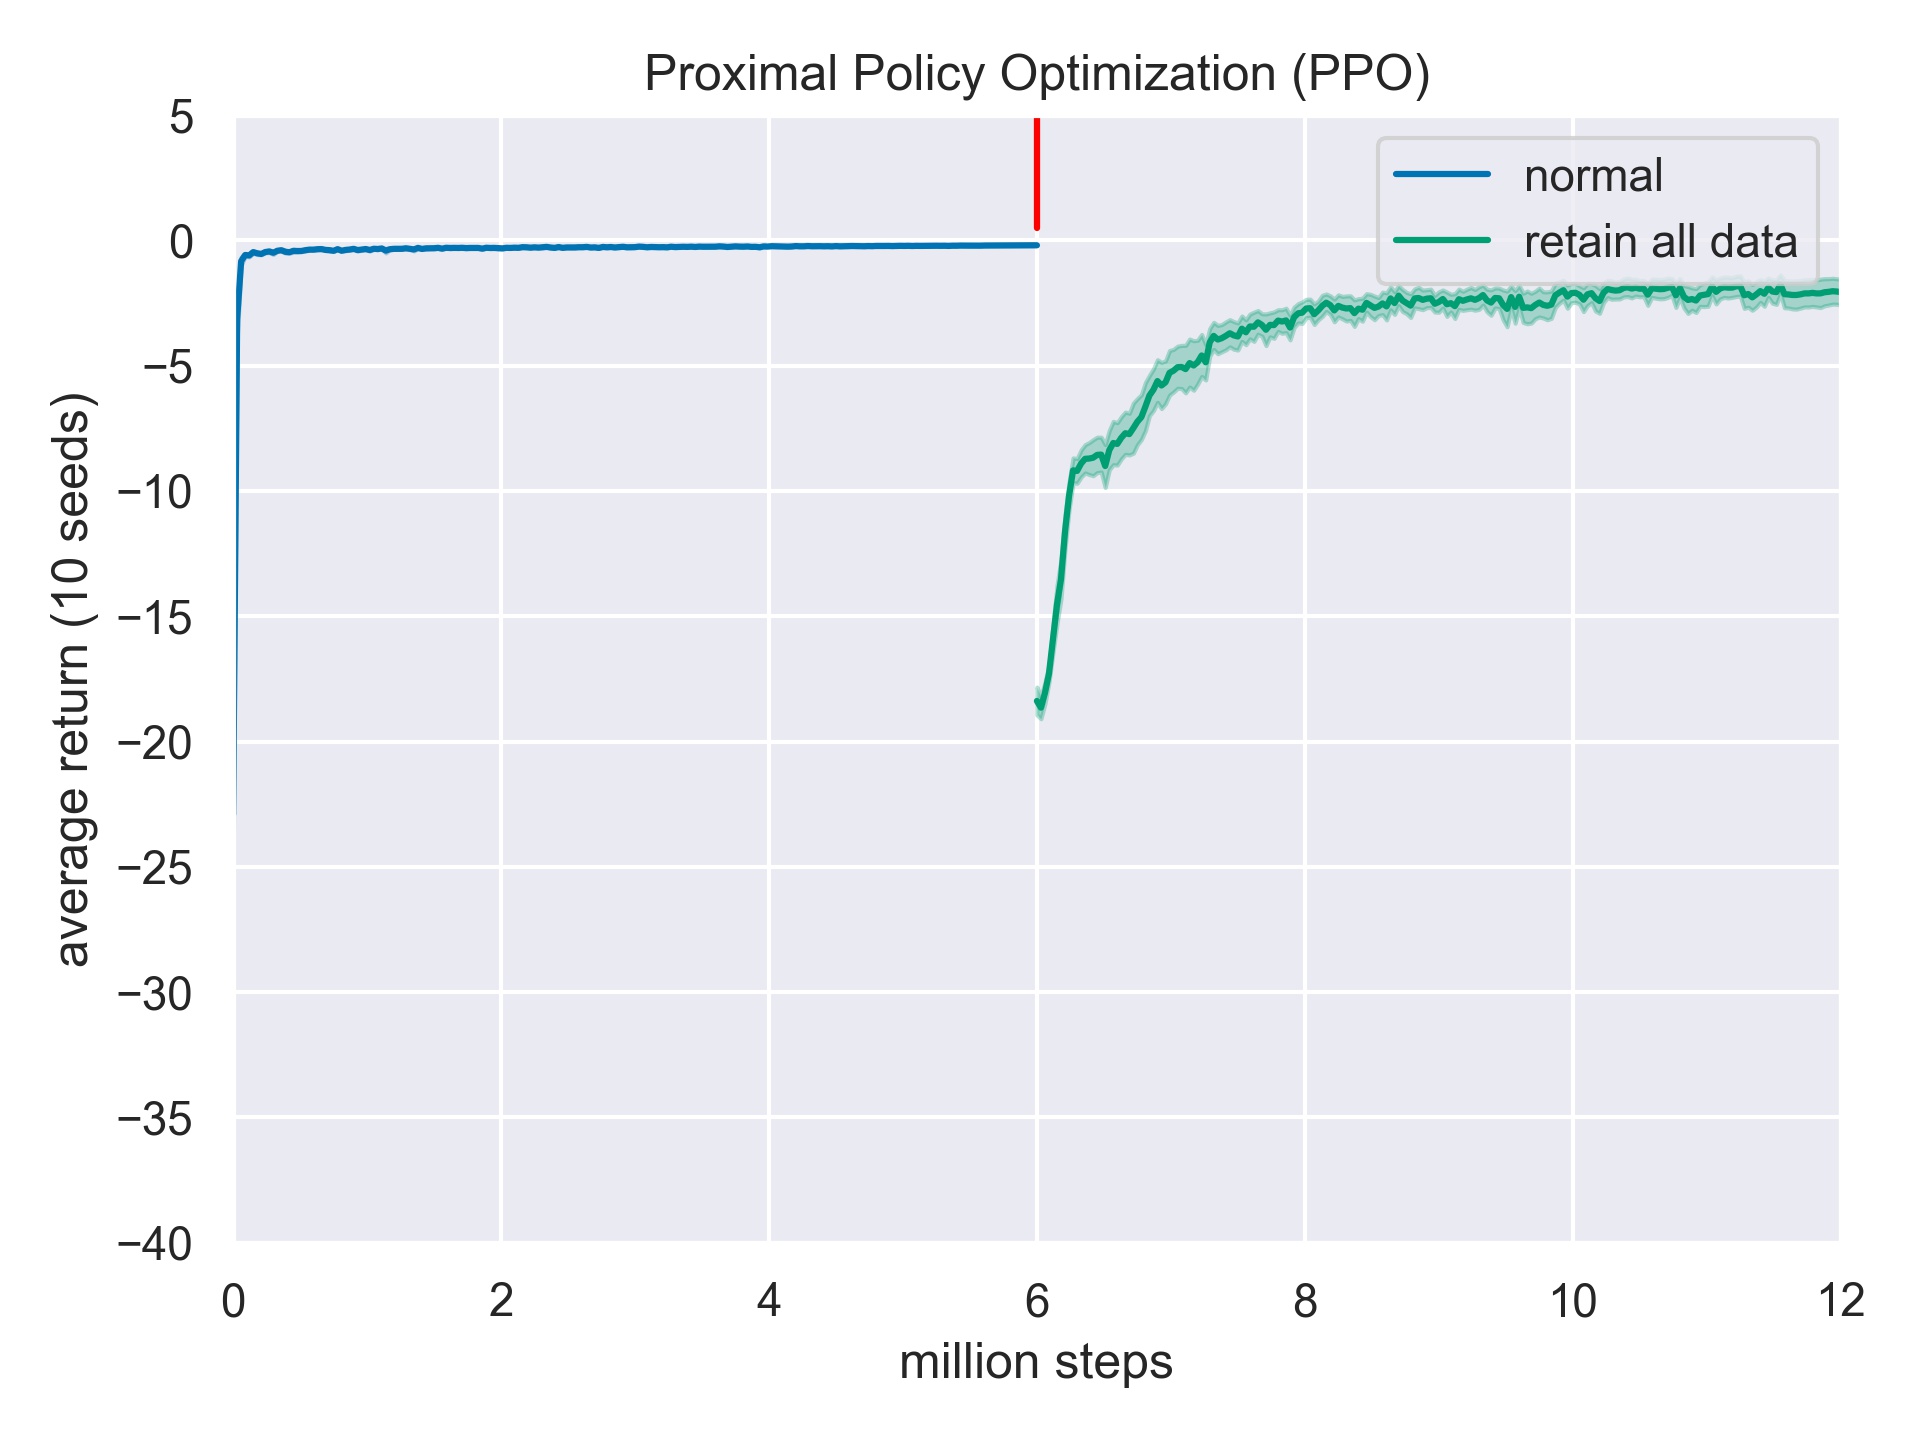 Proximal Policy Optimization (PPO)
5
0
−5
−10
−15
−20
−25
−30
−35
−40
average return (10 seeds)
normal
retain all data
0 2 4 6 8 10 12
million steps